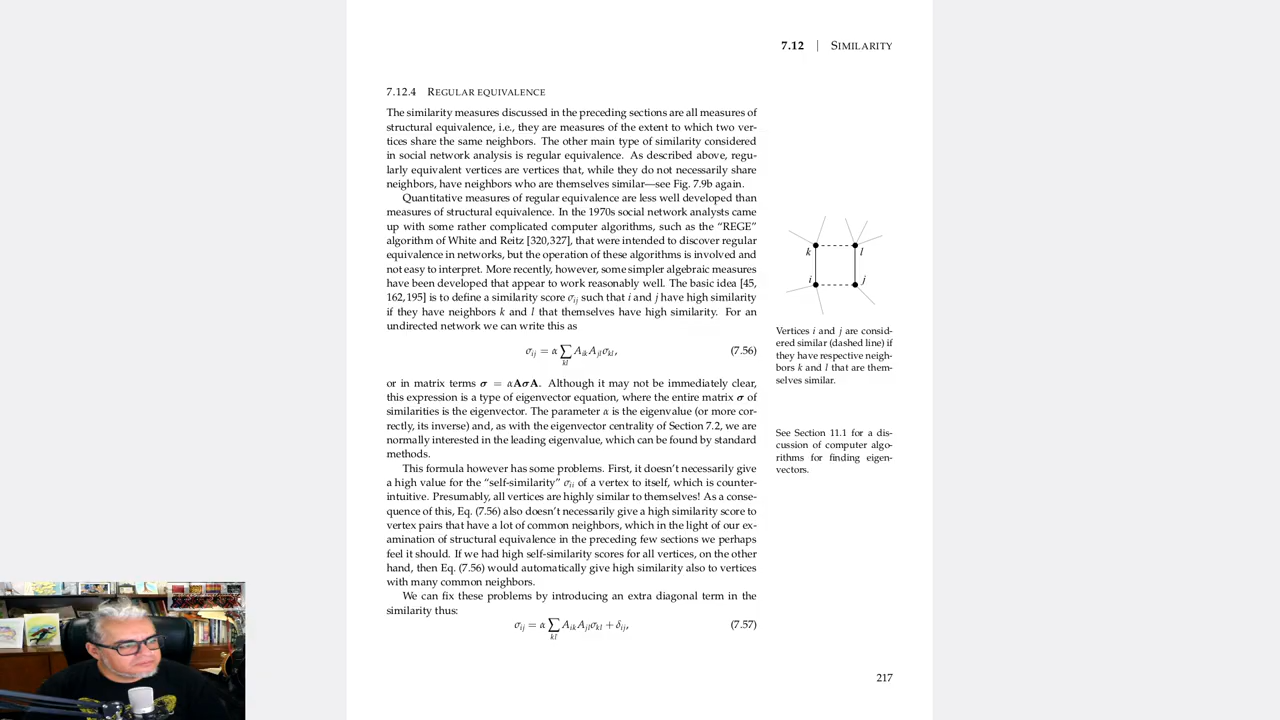 7.12 | SIMILARITY
7.12.4 REGULAR EQUIVALENCE
The similarity measures discussed in the preceding sections are all measures of
structural equivalence, i.e., they are measures of the extent to which two ver-
tices share the same neighbors. The other main type of similarity considered
in social network analysis is regular equivalence. As described above, regu-
larly equivalent vertices are vertices that, while they do not necessarily share
neighbors, have neighbors who are themselves similar—see Fig. 7.9b again.
Quantitative measures of regular equivalence are less well developed than
measures of structural equivalence. In the 1970s social network analysts came
up with some rather complicated computer algorithms, such as the “REGE”
algorithm of White and Reitz [320,327], that were intended to discover regular
equivalence in networks, but the operation of these algorithms is involved and
not easy to interpret. More recently, however, some simpler algebraic measures
have been developed that appear to work reasonably well. The basic idea [45,
162,195] is to define a similarity score σij such that i and j have high similarity
if they have neighbors k and l that themselves have high similarity. For an
undirected network we can write this as
σij = α ∑kl AikAjlσkl, (7.56)
or in matrix terms σ = αAσA. Although it may not be immediately clear,
this expression is a type of eigenvector equation, where the entire matrix σ of
similarities is the eigenvector. The parameter α is the eigenvalue (or more cor-
rectly, its inverse) and, as with the eigenvector centrality of Section 7.2, we are
normally interested in the leading eigenvalue, which can be found by standard
methods.
This formula however has some problems. First, it doesn’t necessarily give
a high value for the “self-similarity” σii of a vertex to itself, which is counter-
intuitive. Presumably, all vertices are highly similar to themselves! As a conse-
quence of this, Eq. (7.56) also doesn’t necessarily give a high similarity score to
vertex pairs that have a lot of common neighbors, which in the light of our ex-
amination of structural equivalence in the preceding few sections we perhaps
feel it should. If we had high self-similarity scores for all vertices, on the other
hand, then Eq. (7.56) would automatically give high similarity also to vertices
with many common neighbors.
We can fix these problems by introducing an extra diagonal term in the
similarity thus:
σij = α ∑kl AikAjlσkl + δij, (7.57)
k l
i j
Vertices i and j are consid-
ered similar (dashed line) if
they have respective neigh-
bors k and l that are them-
selves similar.
See Section 11.1 for a dis-
cussion of computer algo-
rithms for finding eigen-
vectors.
217